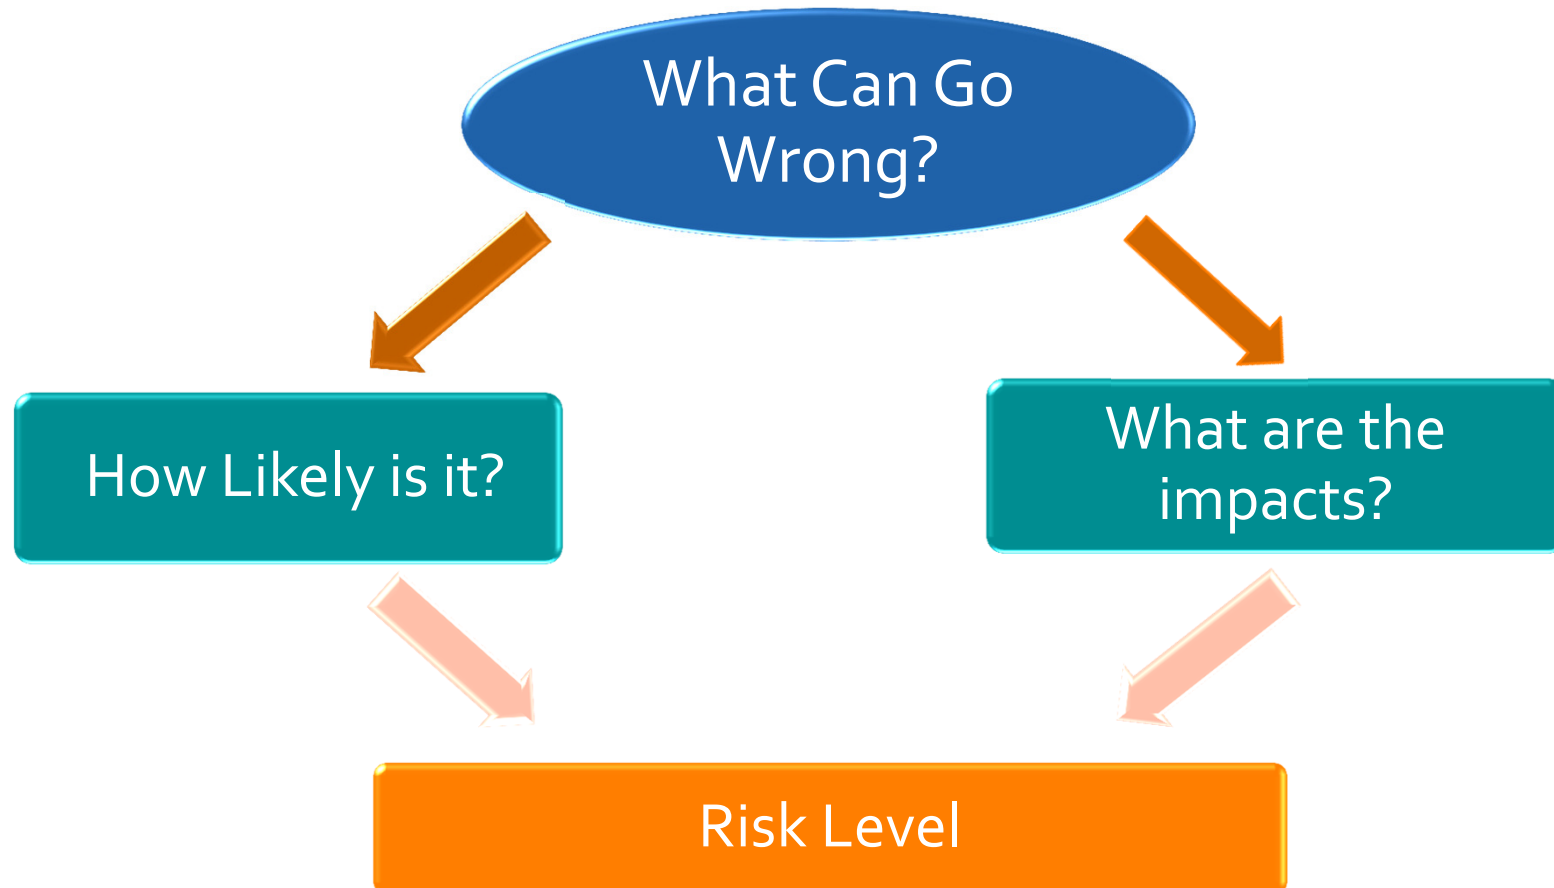 What Can Go
Wrong?
How Likely is it?
What are the
impacts?
Risk Level